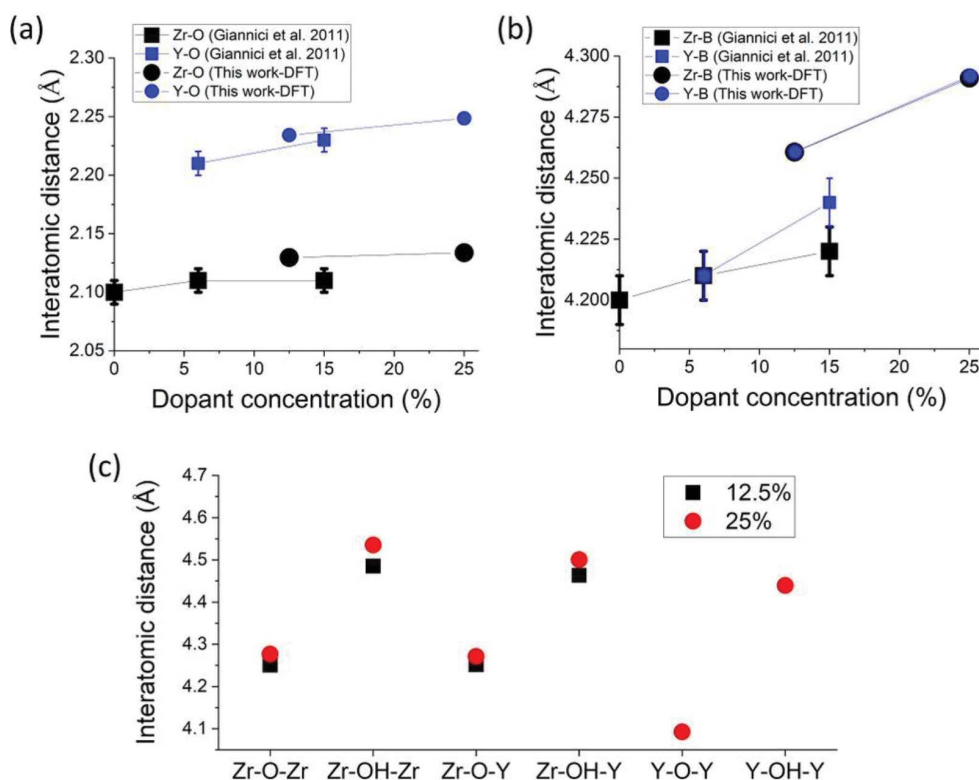 (a)
Zr-O (Giannici et al. 2011)
Y-O (Giannici et al. 2011)
Zr-O (This work-DFT)
Y-O (This work-DFT)
Interatomic distance (Å)
2.30
2.25
2.20
2.15
2.10
2.05
0 5 10 15 20 25
Dopant concentration (%)
(b)
Zr-B (Giannici et al. 2011)
Y-B (Giannici et al. 2011)
Zr-B (This work-DFT)
Y-B (This work-DFT)
Interatomic distance (Å)
4.300
4.275
4.250
4.220
4.200
0 5 10 15 20 25
Dopant concentration (%)
(c)
12.5%
25%
Interatomic distance (Å)
4.7
4.6
4.5
4.4
4.3
4.2
4.1
Zr-O-Zr Zr-OH-Zr Zr-O-Y Zr-OH-Y Y-O-Y Y-OH-Y